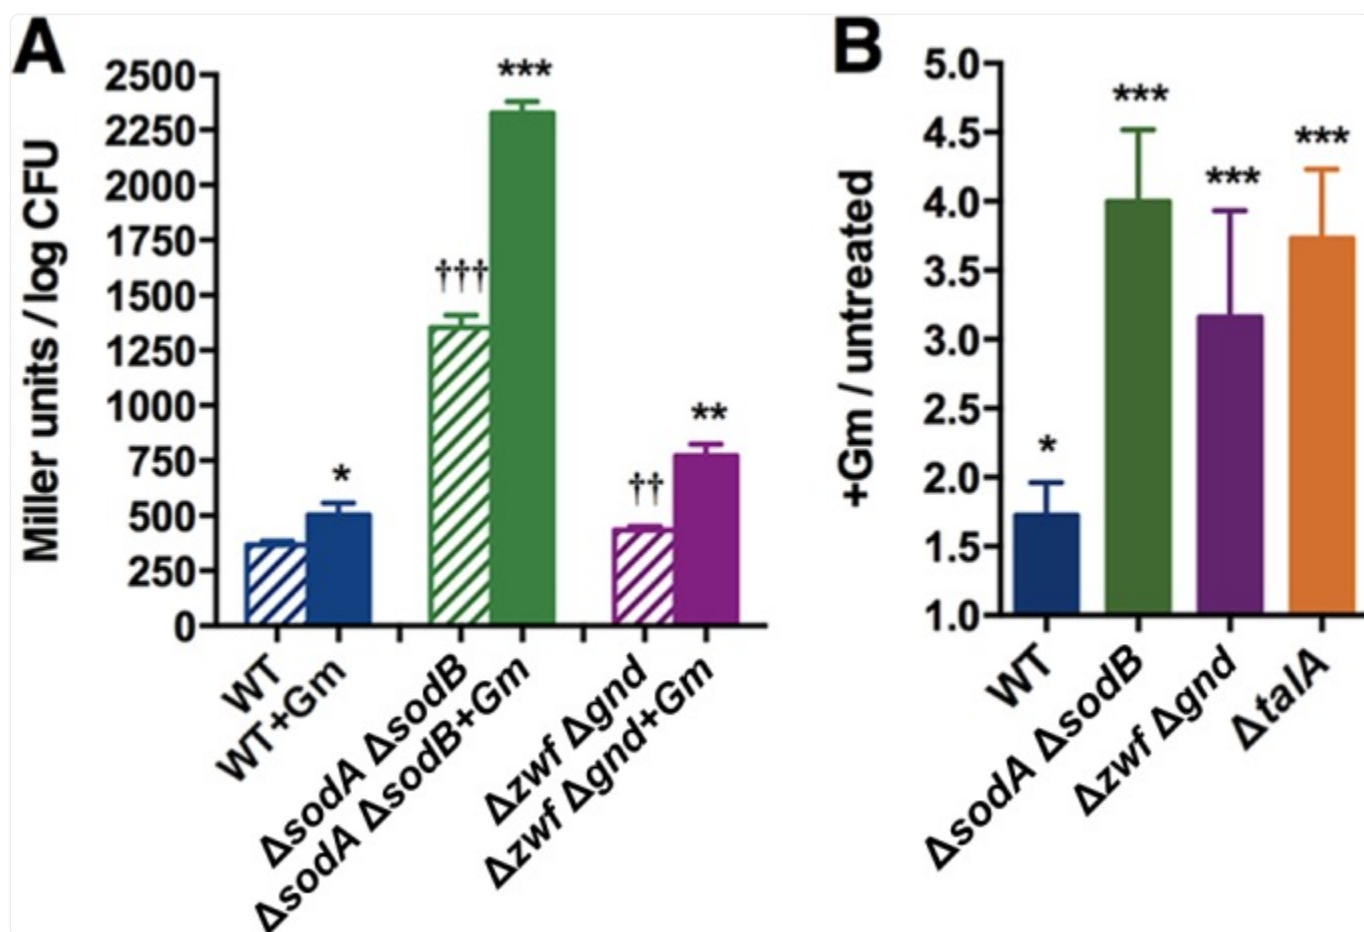 A
Miller units / log CFU
2500
2250
2000
1750
1500
1250
1000
750
500
250
0
*
†††
***
††
**
WT
WT+Gm
ΔsodA ΔsodB
ΔsodA ΔsodB+Gm
Δzwf Δgnd
Δzwf Δgnd+Gm
B
+Gm / untreated
5.0
4.5
4.0
3.5
3.0
2.5
2.0
1.5
1.0
*
***
***
***
WT
ΔsodA ΔsodB
Δzwf Δgnd
ΔtalA